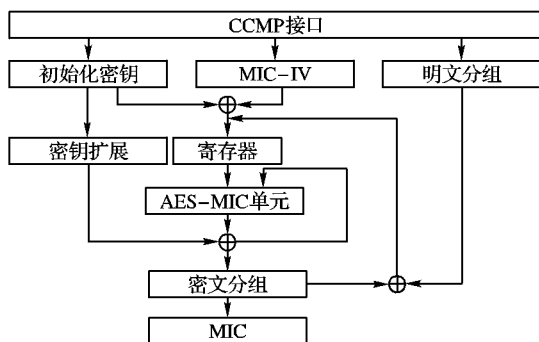 CCMP接口
初始化密钥
MIC-IV
明文分组
密钥扩展
寄存器
AES-MIC单元
密文分组
MIC